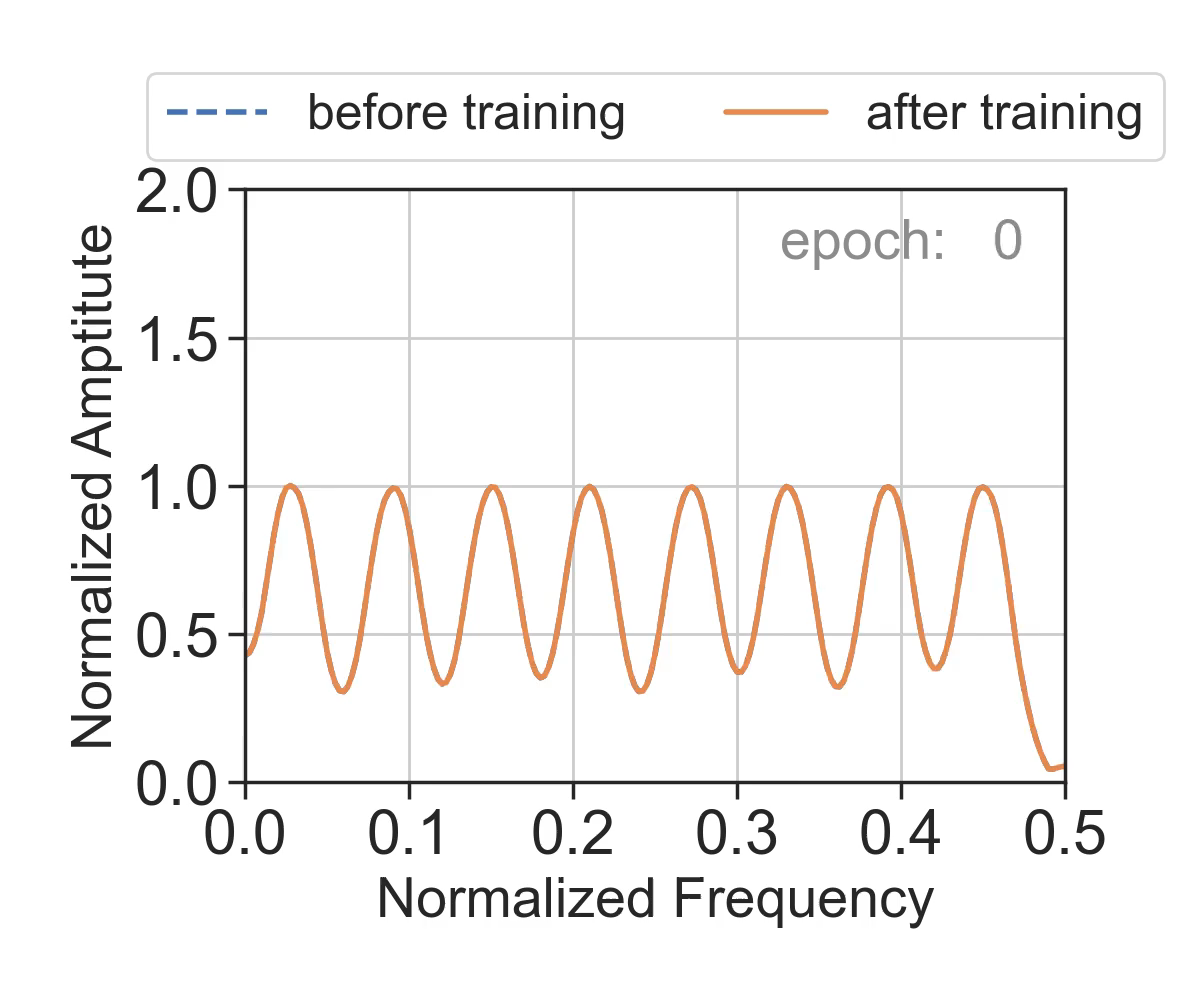 before training after training
2.0
epoch: 0
1.5
1.0
0.5
0.0
Normalized Amptitute
0.0 0.1 0.2 0.3 0.4 0.5
Normalized Frequency